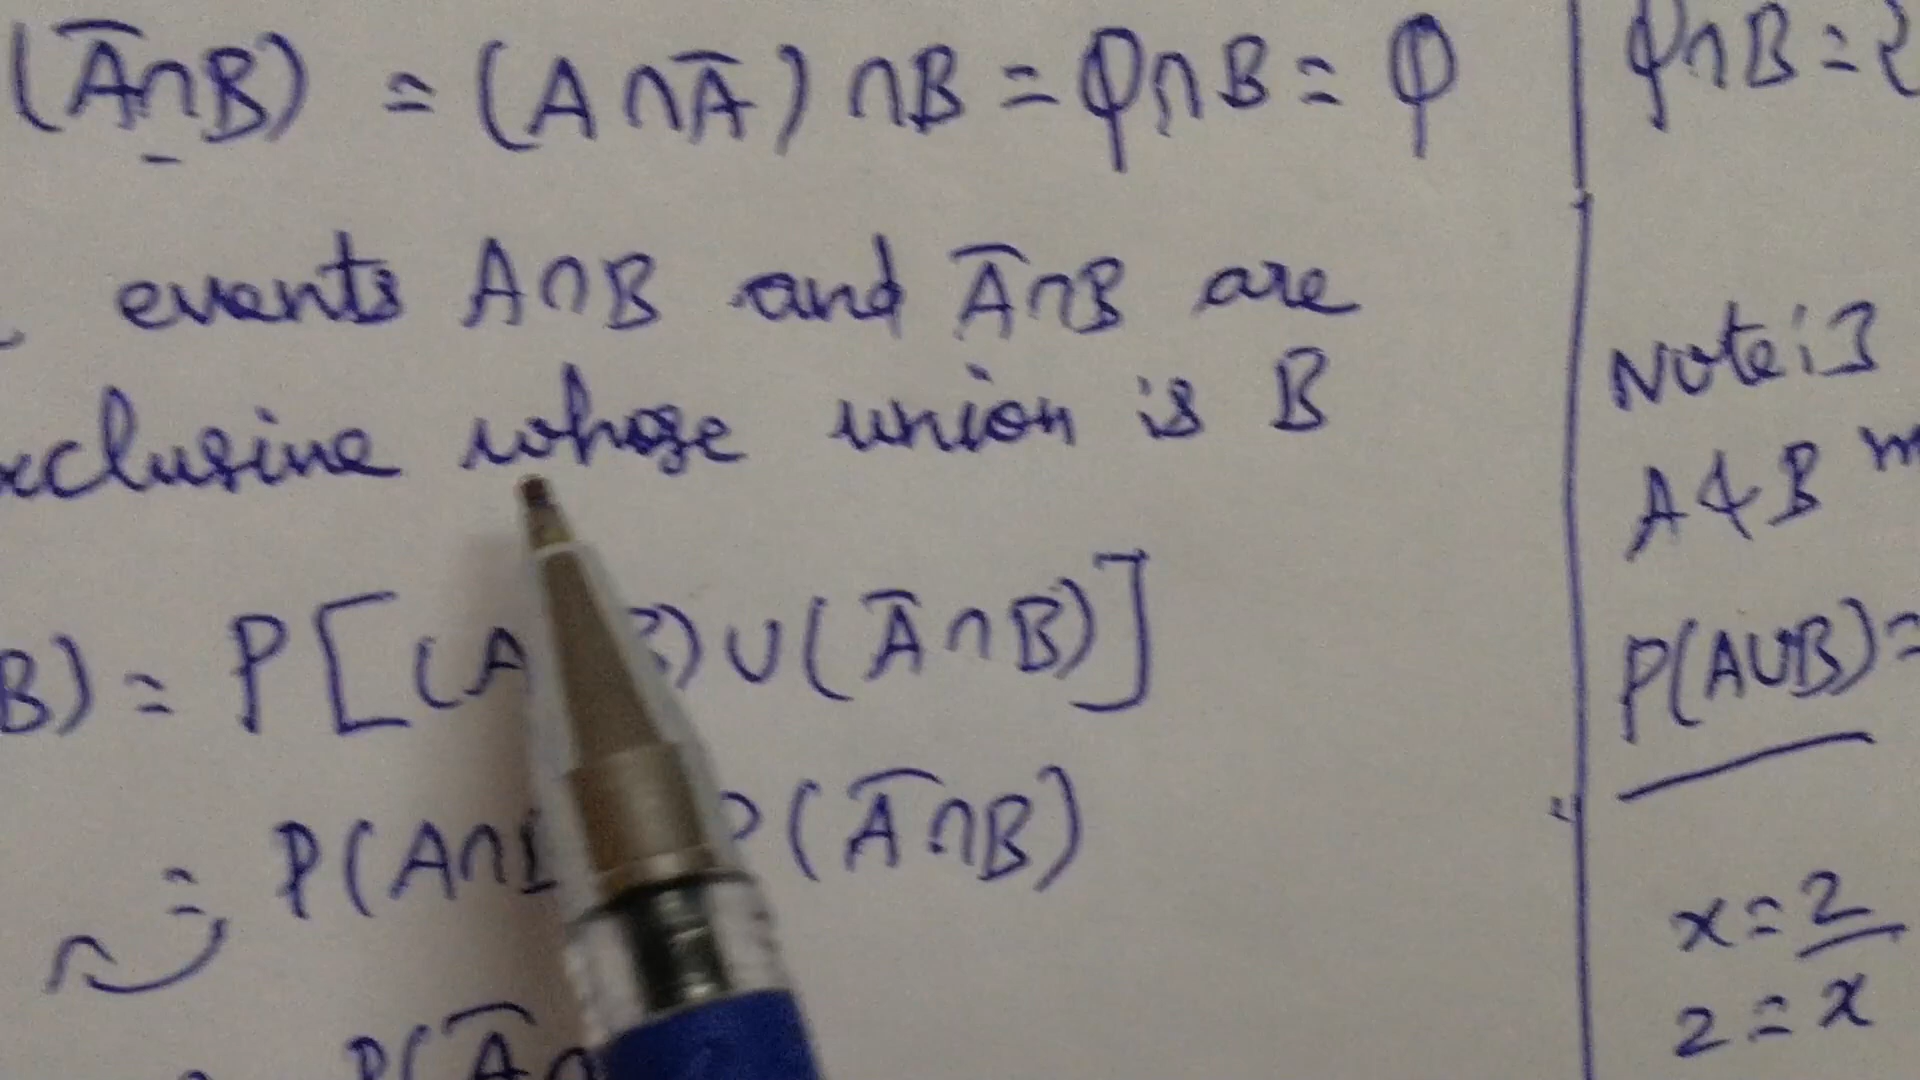 (A̅∩B) = (A∩A̅)∩B = φ∩B = φ
events A∩B and A̅∩B are
xclusive whose union is B
B) = P[(A B)∪(A̅∩B)]
= P(A∩B P(A̅∩B)
P(A̅∩
φ∩B = {
Note:3
A & B m
P(A∪B) =
x = 2
2 = x